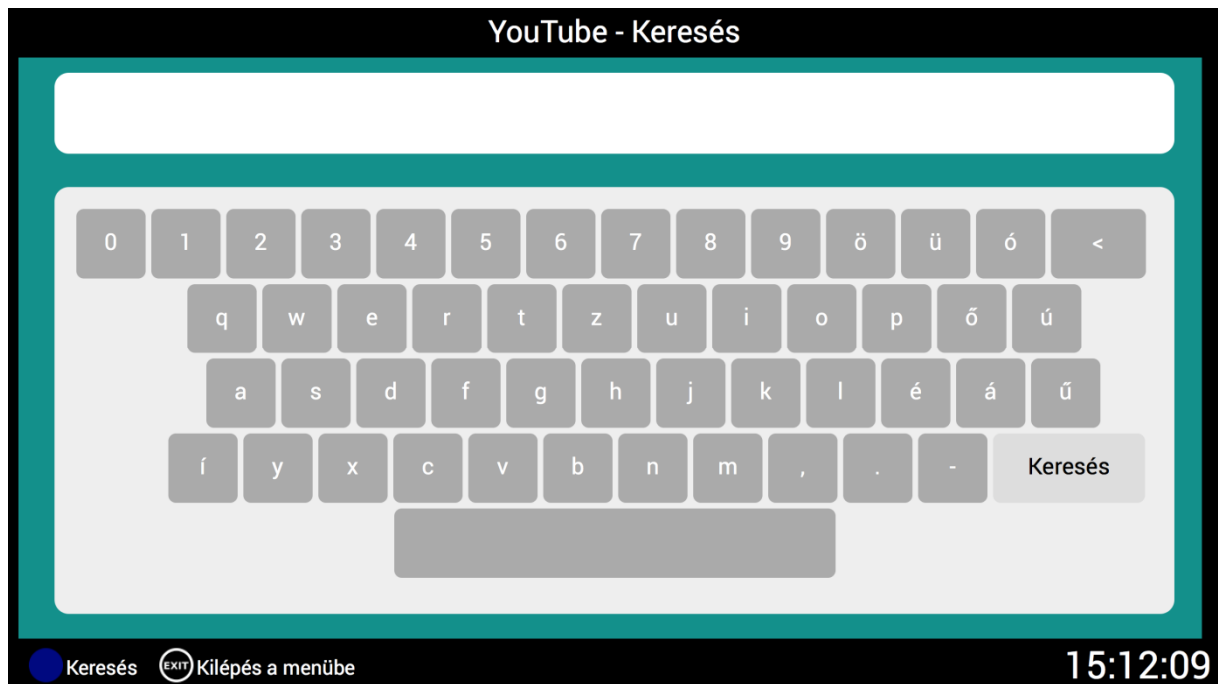 YouTube - Keresés
0 1 2 3 4 5 6 7 8 9 ö ü ó <
q w e r t z u i o p ő ú
a s d f g h j k l é á ű
í y x c v b n m , . - Keresés
Keresés EXIT Kilépés a menübe 15:12:09